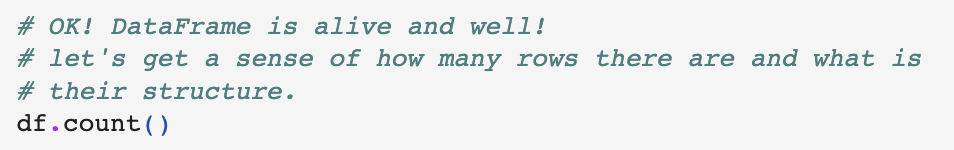 # OK! DataFrame is alive and well!
# let's get a sense of how many rows there are and what is
# their structure.
df.count()